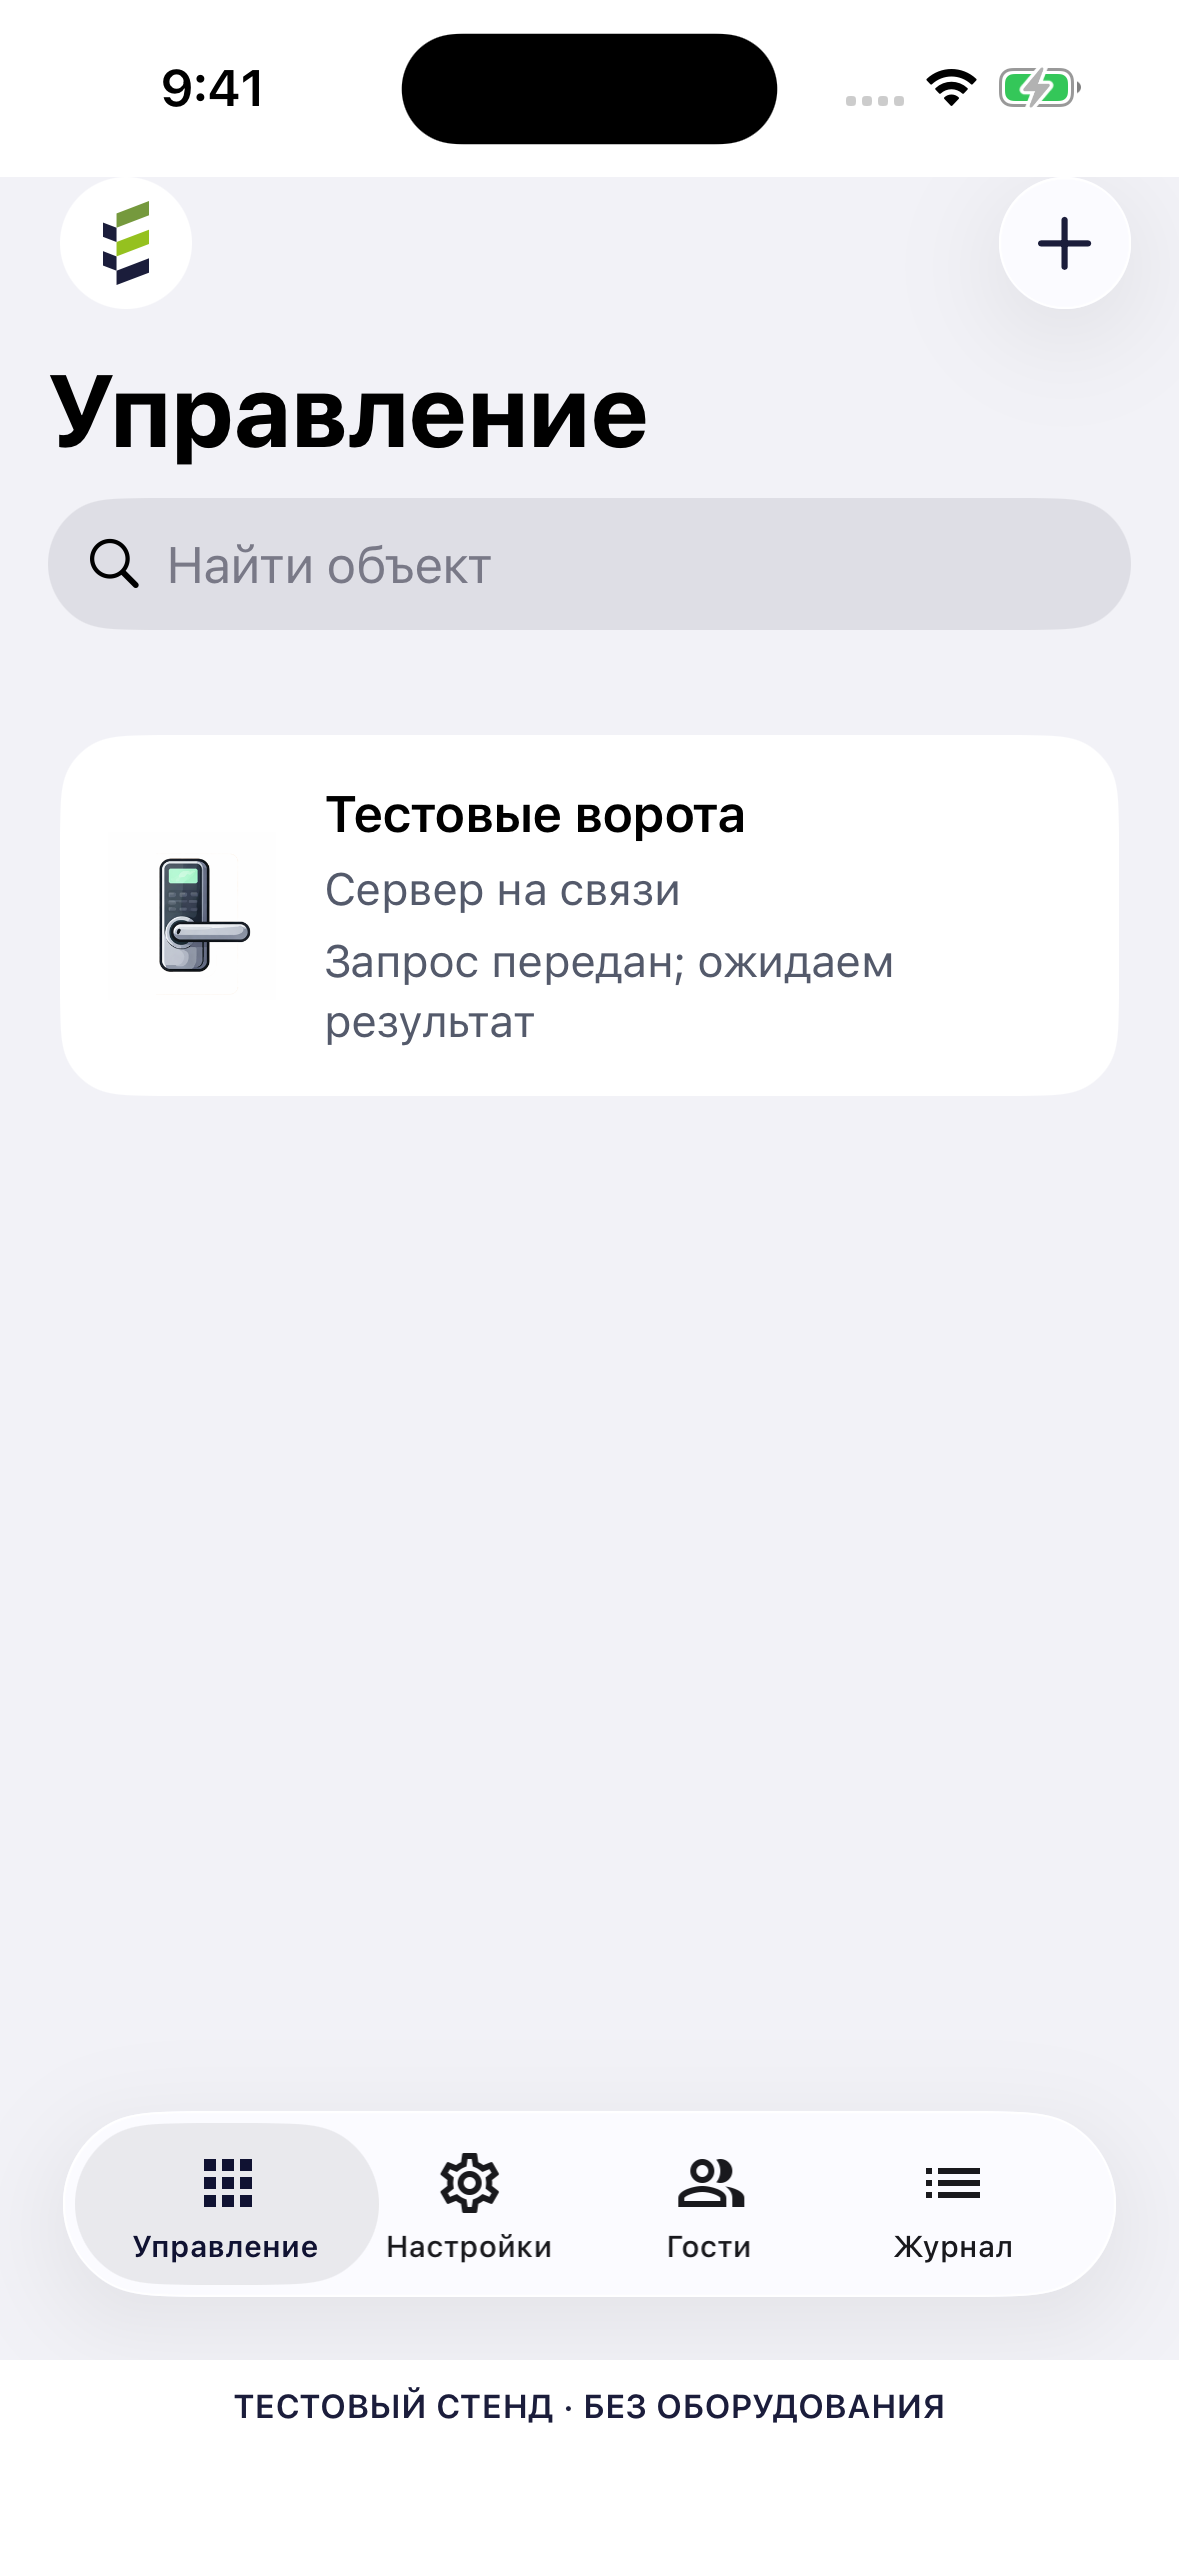 9:41
Управление
Найти объект
Тестовые ворота
Сервер на связи
Запрос передан; ожидаем
результат
Управление
Настройки
Гости
Журнал
ТЕСТОВЫЙ СТЕНД · БЕЗ ОБОРУДОВАНИЯ